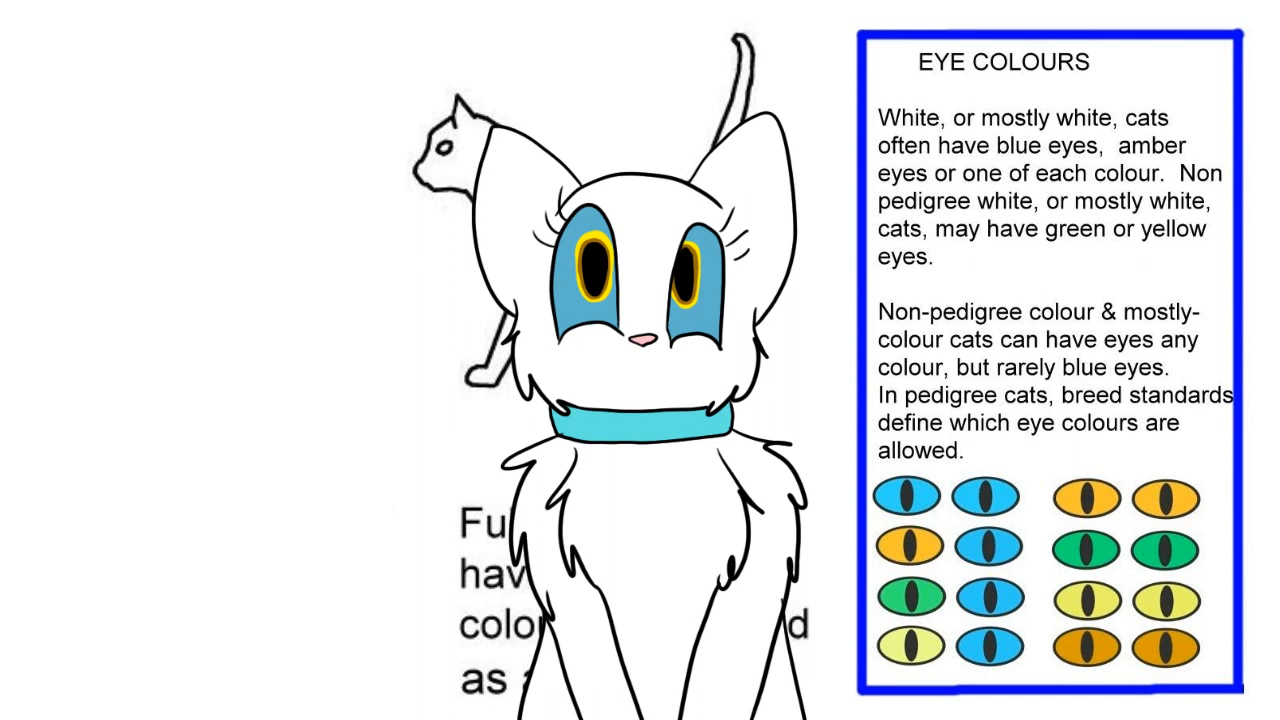 EYE COLOURS
White, or mostly white, cats
often have blue eyes, amber
eyes or one of each colour. Non
pedigree white, or mostly white,
cats, may have green or yellow
eyes.
Non-pedigree colour & mostly-
colour cats can have eyes any
colour, but rarely blue eyes.
In pedigree cats, breed standards
define which eye colours are
allowed.
as